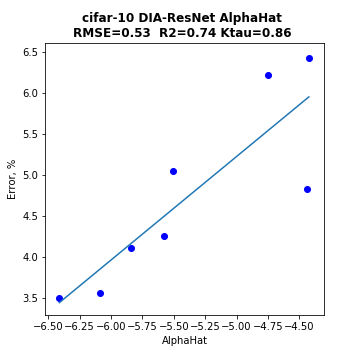 cifar-10 DIA-ResNet AlphaHat
RMSE=0.53 R2=0.74 Ktau=0.86
6.5
6.0
5.5
5.0
4.5
4.0
3.5
Error, %
−6.50 −6.25 −6.00 −5.75 −5.50 −5.25 −5.00 −4.75 −4.50
AlphaHat